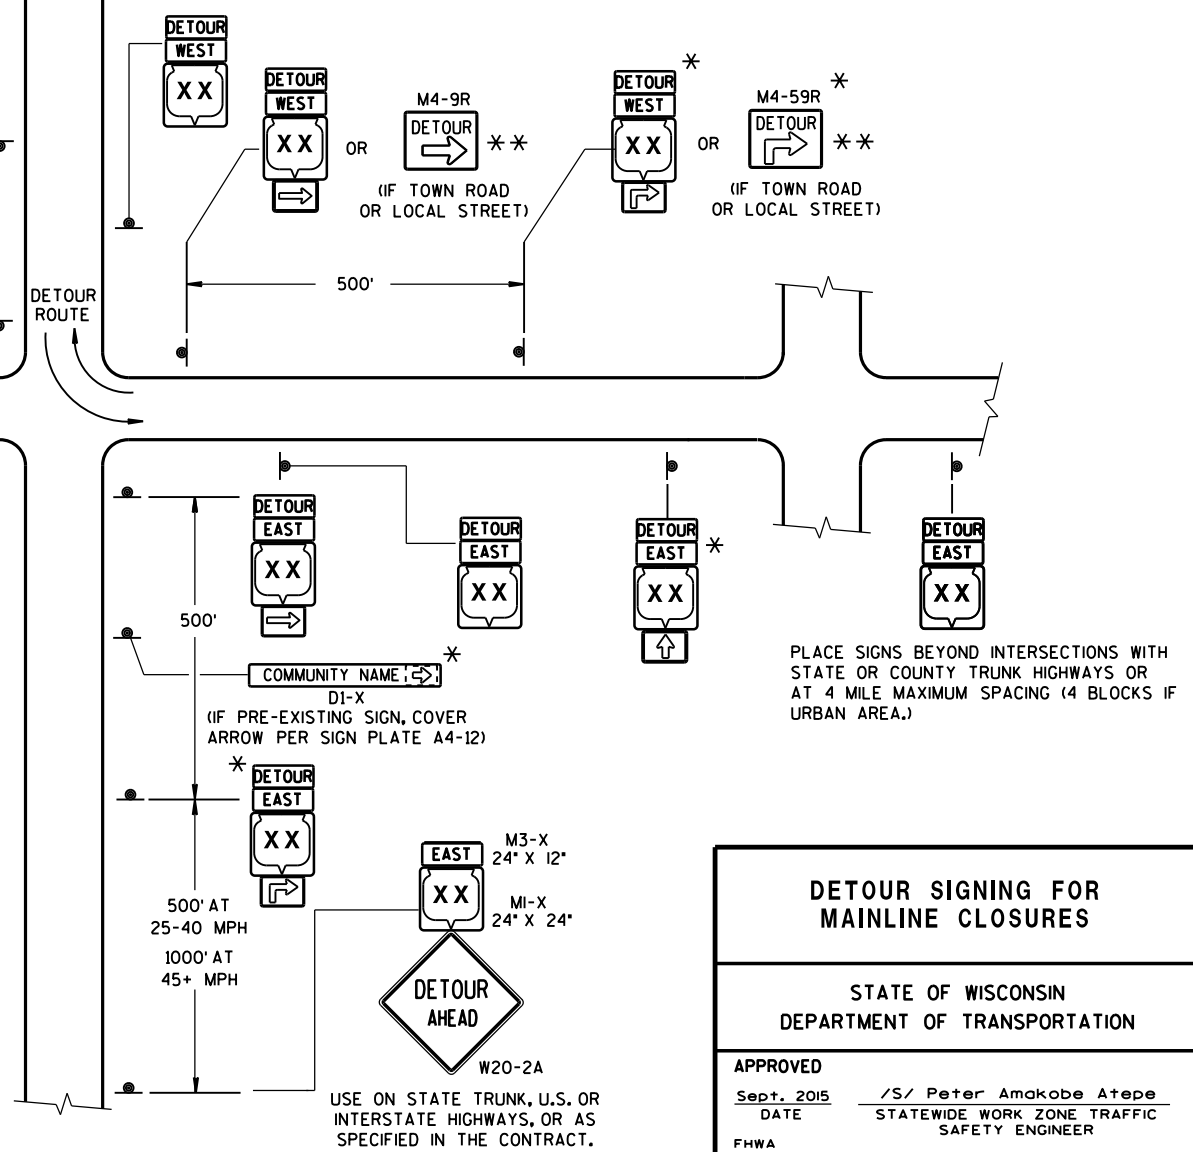 DETOUR
WEST
XX
DETOUR
WEST
XX
OR
M4-9R
DETOUR
**
(IF TOWN ROAD
OR LOCAL STREET)
DETOUR
WEST
XX
*
OR
M4-59R
*
DETOUR
**
(IF TOWN ROAD
OR LOCAL STREET)
500'
DETOUR
ROUTE
DETOUR
EAST
XX
DETOUR
EAST
XX
DETOUR
EAST
XX
*
DETOUR
EAST
XX
500'
COMMUNITY NAME
*
D1-X
(IF PRE-EXISTING SIGN, COVER
ARROW PER SIGN PLATE A4-12)
PLACE SIGNS BEYOND INTERSECTIONS WITH
STATE OR COUNTY TRUNK HIGHWAYS OR
AT 4 MILE MAXIMUM SPACING (4 BLOCKS IF
URBAN AREA.)
*
DETOUR
EAST
XX
500' AT
25-40 MPH
1000' AT
45+ MPH
EAST
XX
M3-X
24" X 12"
M1-X
24" X 24"
DETOUR
AHEAD
W20-2A
USE ON STATE TRUNK, U.S. OR
INTERSTATE HIGHWAYS, OR AS
SPECIFIED IN THE CONTRACT.
DETOUR SIGNING FOR
MAINLINE CLOSURES
STATE OF WISCONSIN
DEPARTMENT OF TRANSPORTATION
APPROVED
Sept. 2015
DATE
/S/ Peter Amakobe Atepe
STATEWIDE WORK ZONE TRAFFIC
SAFETY ENGINEER
FHWA